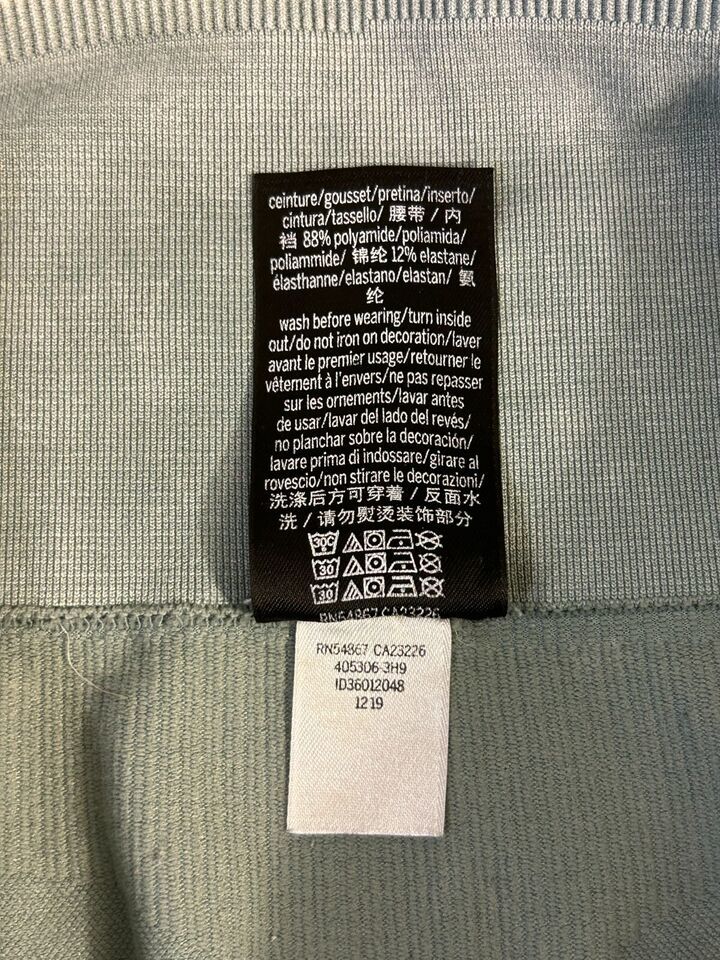 ceinture/gousset/pretina/inserto/
cintura/tassello/ 腰带 / 内
裆 88% polyamide/poliamida/
poliammide/ 锦纶 12% elastane/
élasthanne/elastano/elastan/ 氨
纶
wash before wearing/turn inside
out/do not iron on decoration/laver
avant le premier usage/retourner le
vêtement à l'envers/ne pas repasser
sur les ornements/lavar antes
de usar/lavar del lado del revés/
no planchar sobre la decoración/
lavare prima di indossare/girare al
rovescio/non stirare le decorazioni/
洗涤后方可穿着 / 反面水
洗 / 请勿熨烫装饰部分
30C
30
30
RN54867 CA23226
RN54867 CA23226
405306-3H9
ID36012048
1219